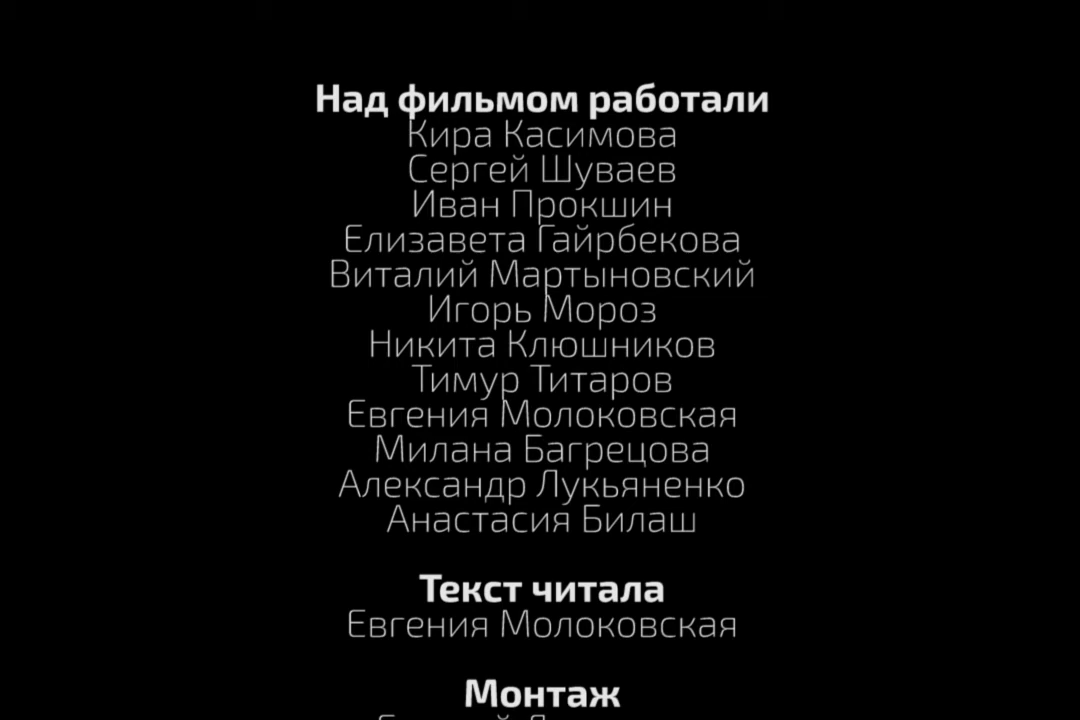 Над фильмом работали
Кира Касимова
Сергей Шуваев
Иван Прокшин
Елизавета Гайрбекова
Виталий Мартыновский
Игорь Мороз
Никита Клюшников
Тимур Титаров
Евгения Молоковская
Милана Багрецова
Александр Лукьяненко
Анастасия Билаш
Текст читала
Евгения Молоковская
Монтаж